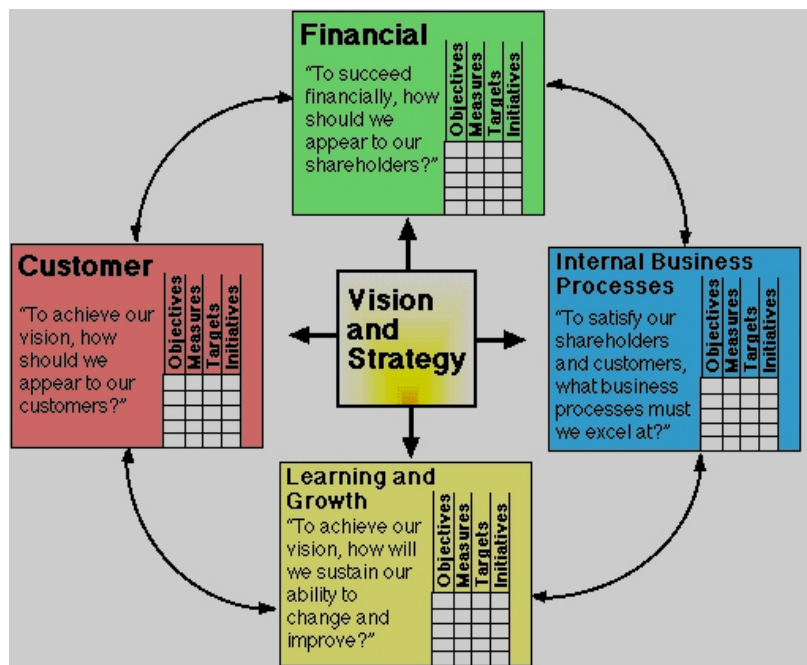 Financial
“To succeed
financially, how
should we
appear to our
shareholders?”
Objectives
Measures
Targets
Initiatives
Customer
“To achieve our
vision, how
should we
appear to our
customers?”
Objectives
Measures
Targets
Initiatives
Vision
and
Strategy
Internal Business
Processes
“To satisfy our
shareholders
and customers,
what business
processes must
we excel at?”
Objectives
Measures
Targets
Initiatives
Learning and
Growth
“To achieve our
vision, how will
we sustain our
ability to
change and
improve?”
Objectives
Measures
Targets
Initiatives